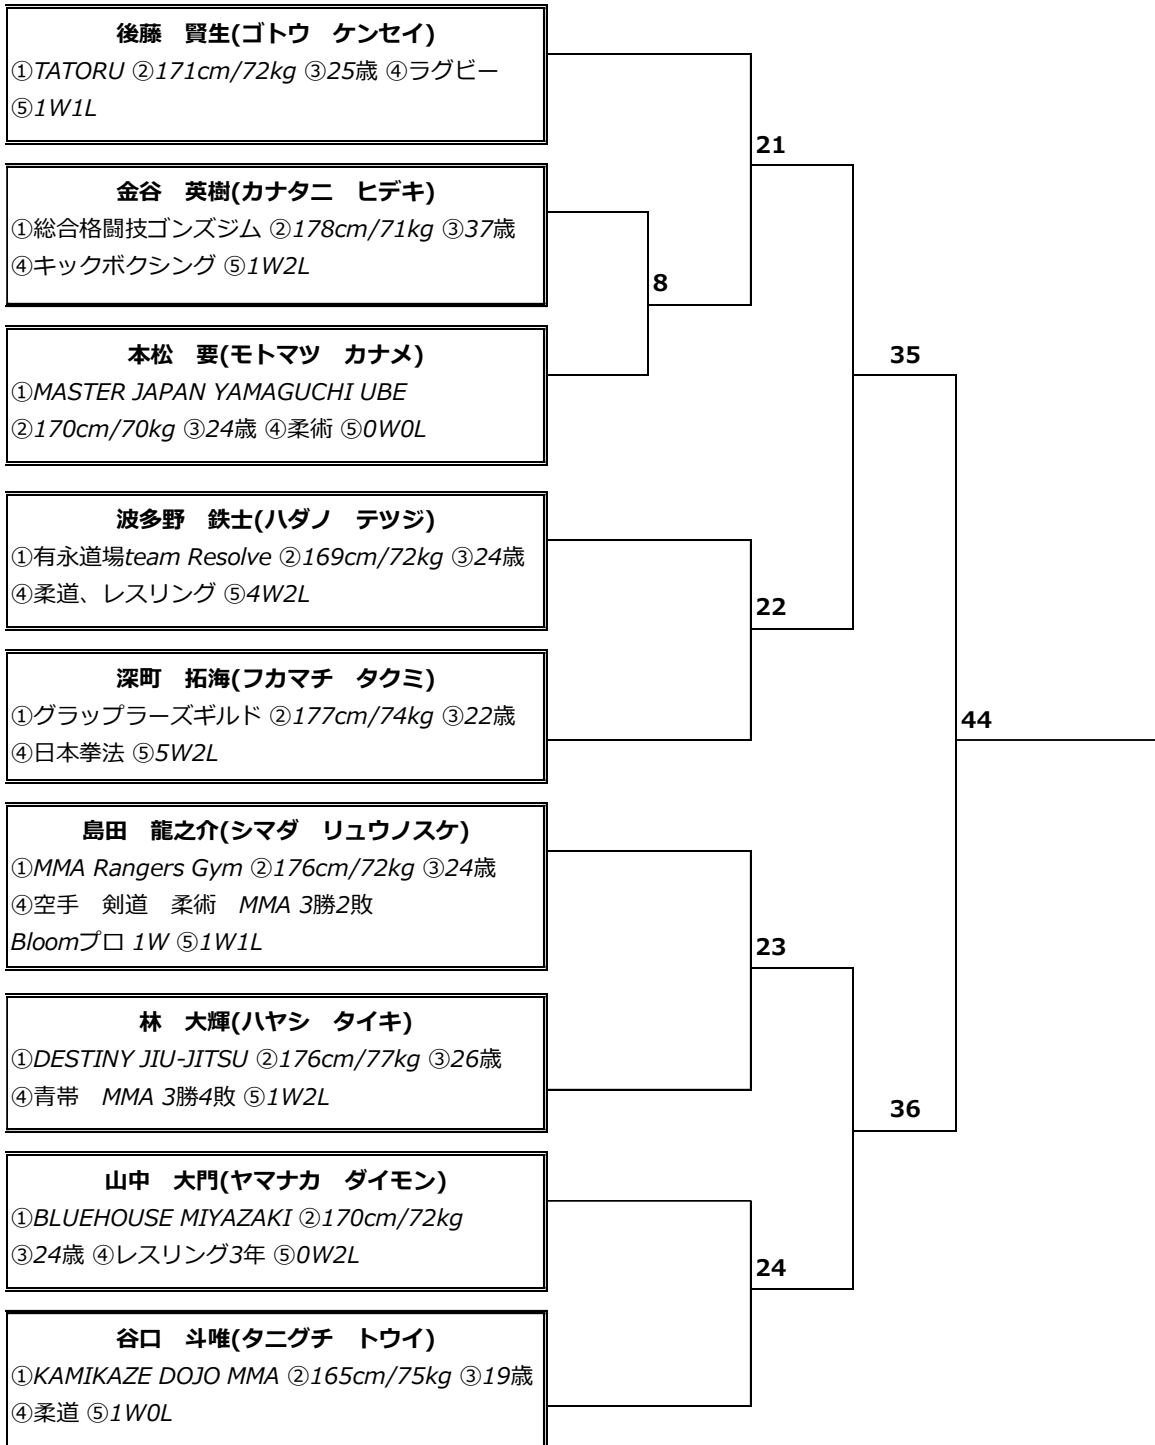 後藤　賢生(ゴトウ　ケンセイ)
①TATORU ②171cm/72kg ③25歳 ④ラグビー
⑤1W1L
21
金谷　英樹(カナタニ　ヒデキ)
①総合格闘技ゴンズジム ②178cm/71kg ③37歳
④キックボクシング ⑤1W2L
8
本松　要(モトマツ　カナメ)
①MASTER JAPAN YAMAGUCHI UBE
②170cm/70kg ③24歳 ④柔術 ⑤0W0L
35
波多野　鉄士(ハダノ　テツジ)
①有永道場team Resolve ②169cm/72kg ③24歳
④柔道、レスリング ⑤4W2L
22
深町　拓海(フカマチ　タクミ)
①グラップラーズギルド ②177cm/74kg ③22歳
④日本拳法 ⑤5W2L
44
島田　龍之介(シマダ　リュウノスケ)
①MMA Rangers Gym ②176cm/72kg ③24歳
④空手　剣道　柔術　MMA 3勝2敗
Bloomプロ 1W ⑤1W1L
23
林　大輝(ハヤシ　タイキ)
①DESTINY JIU-JITSU ②176cm/77kg ③26歳
④青帯　MMA 3勝4敗 ⑤1W2L
36
山中　大門(ヤマナカ　ダイモン)
①BLUEHOUSE MIYAZAKI ②170cm/72kg
③24歳 ④レスリング3年 ⑤0W2L
24
谷口　斗唯(タニグチ　トウイ)
①KAMIKAZE DOJO MMA ②165cm/75kg ③19歳
④柔道 ⑤1W0L